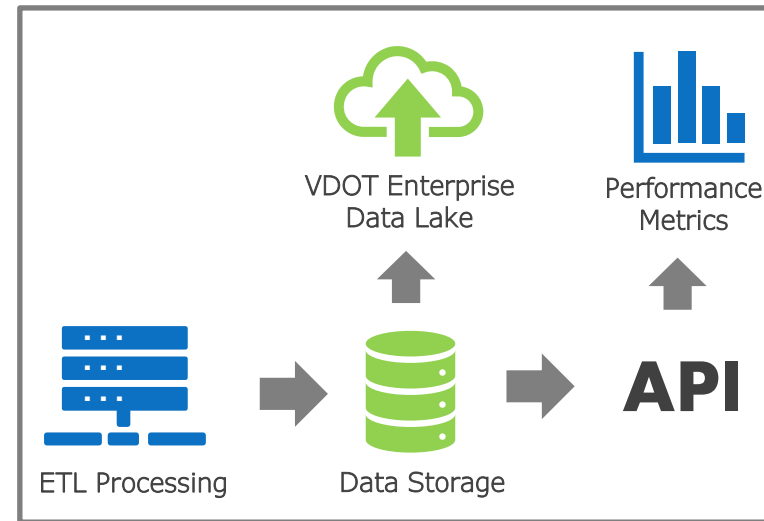 VDOT Enterprise
Data Lake
Performance
Metrics
API
ETL Processing
Data Storage